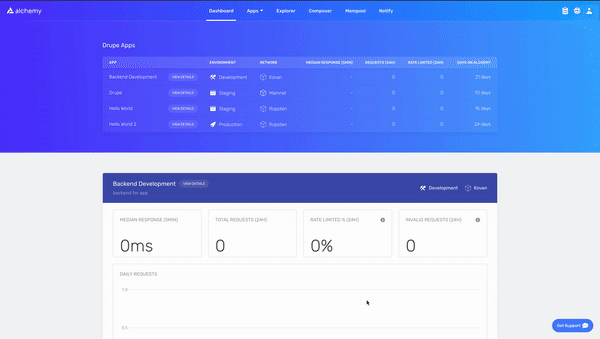 alchemy Dashboard Apps Explorer Composer Mempool Notify
Drupe Apps
APP ENVIRONMENT NETWORK MEDIAN RESPONSE (5MIN) REQUESTS (24H) RATE LIMITED (24H) DAYS ON ALCHEMY
Backend Development VIEW DETAILS Development Kovan - 0 0 21 days
Drupe VIEW DETAILS Staging Mainnet - 0 0 days
Hello World VIEW DETAILS Staging Ropsten - 0 0 days
Hello World 2 VIEW DETAILS Production Ropsten - 0 0 24 days
Backend Development VIEW DETAILS Development Kovan
backend for app
MEDIAN RESPONSE (5MIN) TOTAL REQUESTS (24H) RATE LIMITED % (24H) INVALID REQUESTS (24H)
0ms 0 0% 0
DAILY REQUESTS
1.0
0.5
Get Support